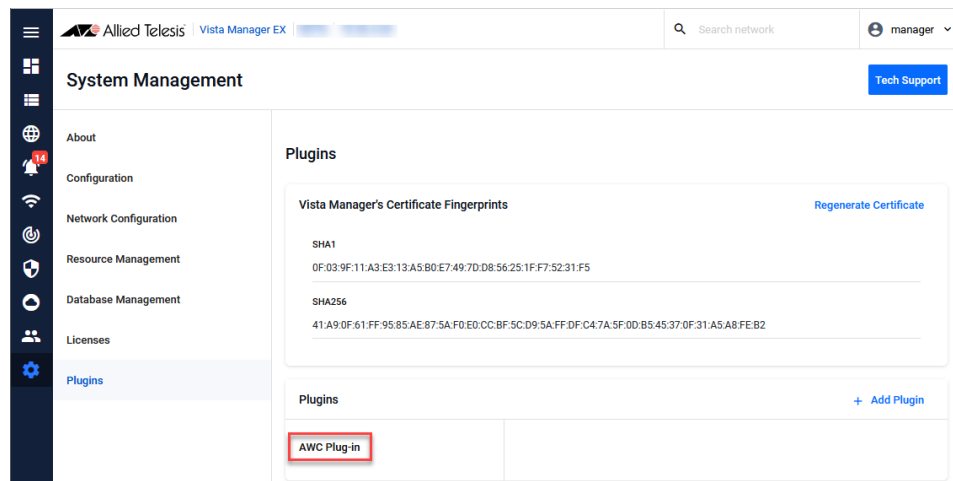 Allied Telesis Vista Manager EX
Search network
manager
System Management
Tech Support
14
About
Configuration
Network Configuration
Resource Management
Database Management
Licenses
Plugins
Plugins
Vista Manager's Certificate Fingerprints
Regenerate Certificate
SHA1
0F:03:9F:11:A3:E3:13:A5:B0:E7:49:7D:D8:56:25:1F:F7:52:31:F5
SHA256
41:A9:0F:61:FF:95:85:AE:87:5A:F0:E0:CC:BF:5C:D9:5A:FF:DF:C4:7A:5F:0D:B5:45:37:0F:31:A5:A8:FE:B2
Plugins
+ Add Plugin
AWC Plug-in